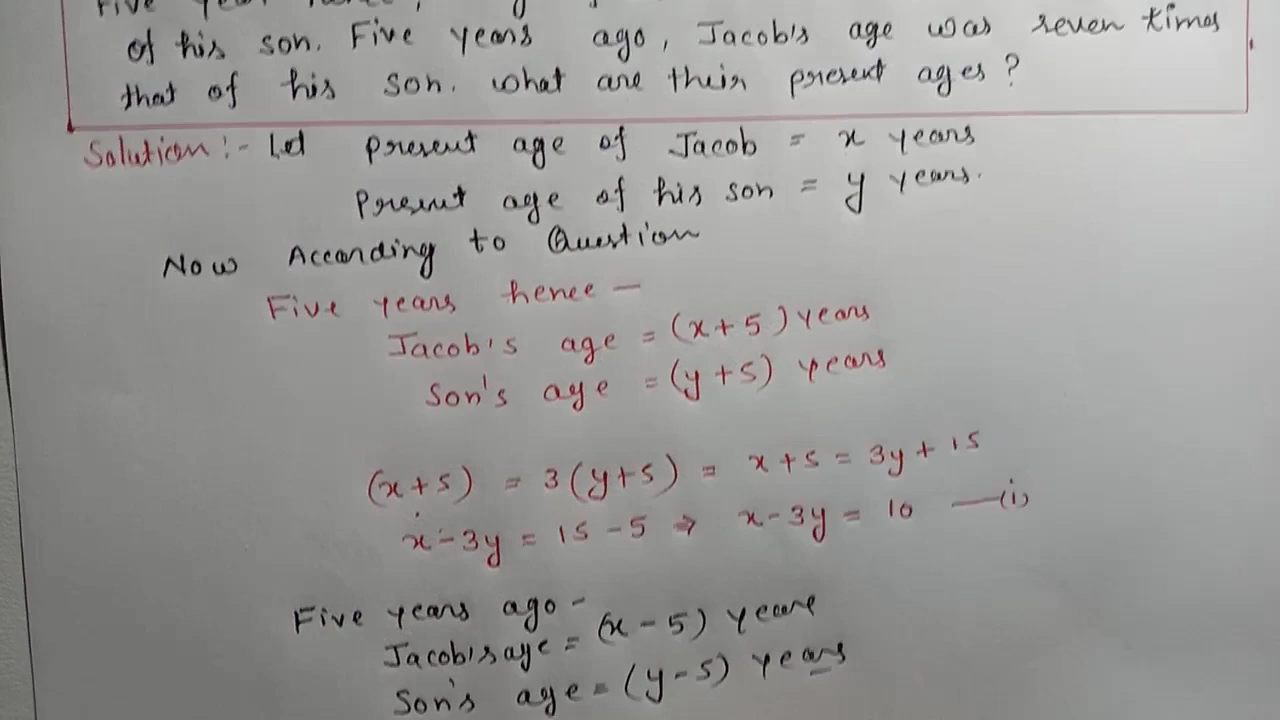 Five year hence,
of his son. Five years ago, Jacob's age was seven times
that of his son. what are their present ages?
Solution:- Let present age of Jacob = x years
Present age of his son = y years.
Now According to Question
Five years hence —
Jacob's age = (x+5) years
Son's age = (y+5) years
(x+5) = 3(y+5) = x+5 = 3y+15
x-3y = 15-5 ⇒ x-3y = 10 —(i)
Five years ago -
Jacob's age = (x-5) years
Son's age = (y-5) years